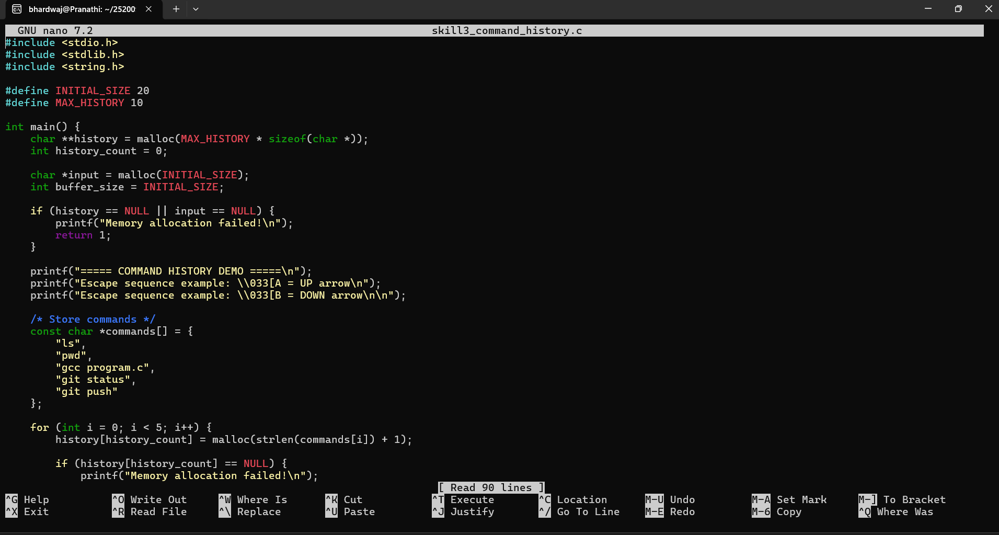 bhardwaj@Pranathi: ~/25200
GNU nano 7.2 skill3_command_history.c
#include <stdio.h>
#include <stdlib.h>
#include <string.h>

#define INITIAL_SIZE 20
#define MAX_HISTORY 10

int main() {
    char **history = malloc(MAX_HISTORY * sizeof(char *));
    int history_count = 0;

    char *input = malloc(INITIAL_SIZE);
    int buffer_size = INITIAL_SIZE;

    if (history == NULL || input == NULL) {
        printf("Memory allocation failed!\n");
        return 1;
    }

    printf("===== COMMAND HISTORY DEMO =====\n");
    printf("Escape sequence example: \\033[A = UP arrow\n");
    printf("Escape sequence example: \\033[B = DOWN arrow\n\n");

    /* Store commands */
    const char *commands[] = {
        "ls",
        "pwd",
        "gcc program.c",
        "git status",
        "git push"
    };

    for (int i = 0; i < 5; i++) {
        history[history_count] = malloc(strlen(commands[i]) + 1);

        if (history[history_count] == NULL) {
            printf("Memory allocation failed!\n");
[ Read 90 lines ]
^G Help ^O Write Out ^W Where Is ^K Cut ^T Execute ^C Location M-U Undo M-A Set Mark M-] To Bracket
^X Exit ^R Read File ^\ Replace ^U Paste ^J Justify ^/ Go To Line M-E Redo M-6 Copy ^Q Where Was